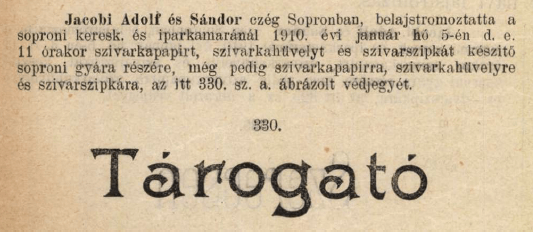 Jacobi Adolf és Sándor czég Sopronban, belajstromoztatta a
soproni keresk. és iparkamaránál 1910. évi január hó 5-én d. e.
11 órakor szivarkapapirt, szivarkahüvelyt és szivarszipkát készitő
soproni gyára részére, még pedig szivarkapapirra, szivarkahüvelyre
és szivarszipkára, az itt 330. sz. a. ábrázolt védjegyét.
330.
Tárogató